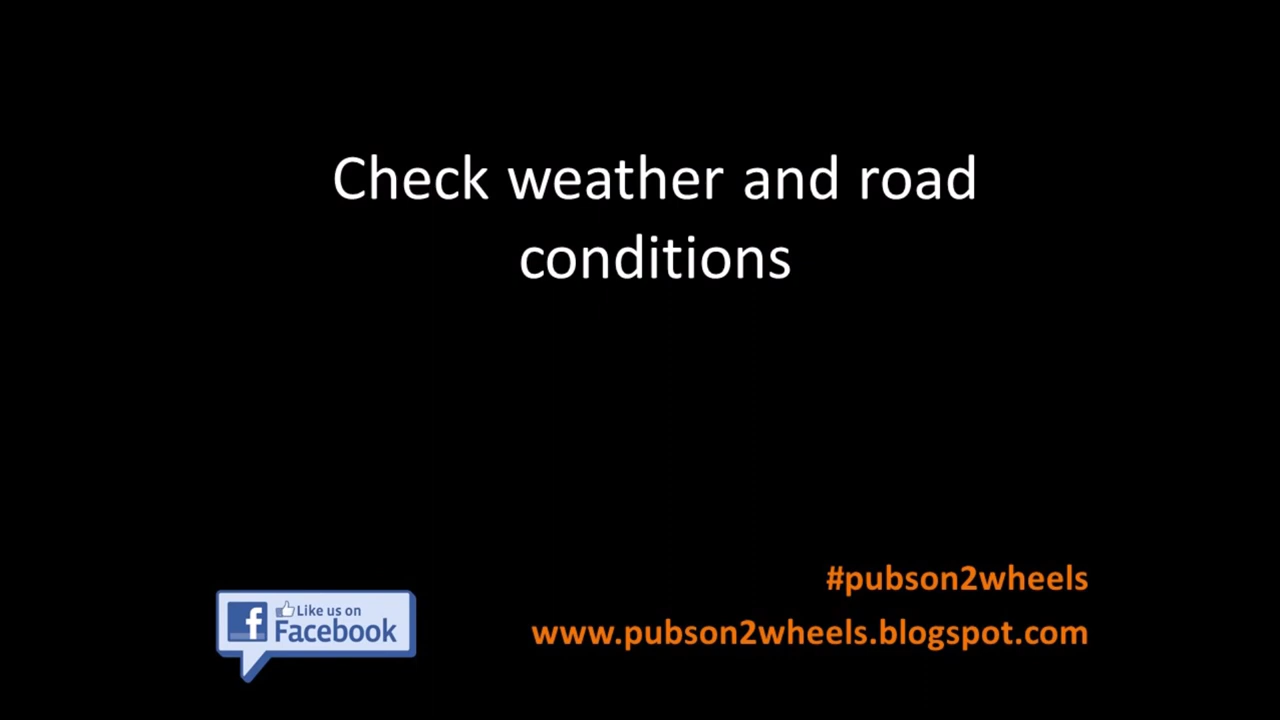 Check weather and road
conditions
#pubson2wheels
Like us on
Facebook
www.pubson2wheels.blogspot.com